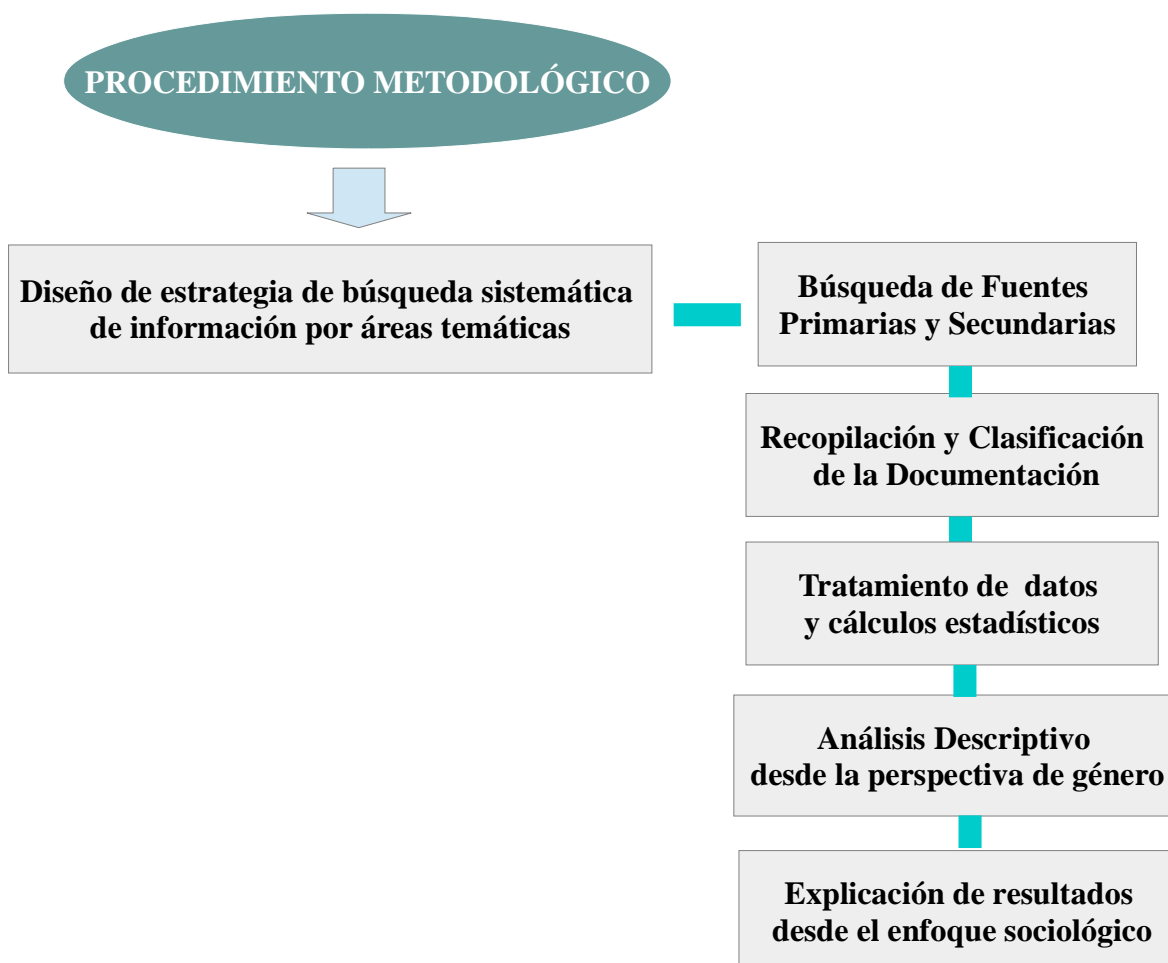 PROCEDIMIENTO METODOLÓGICO
Diseño de estrategia de búsqueda sistemática
de información por áreas temáticas
Búsqueda de Fuentes
Primarias y Secundarias
Recopilación y Clasificación
de la Documentación
Tratamiento de datos
y cálculos estadísticos
Análisis Descriptivo
desde la perspectiva de género
Explicación de resultados
desde el enfoque sociológico